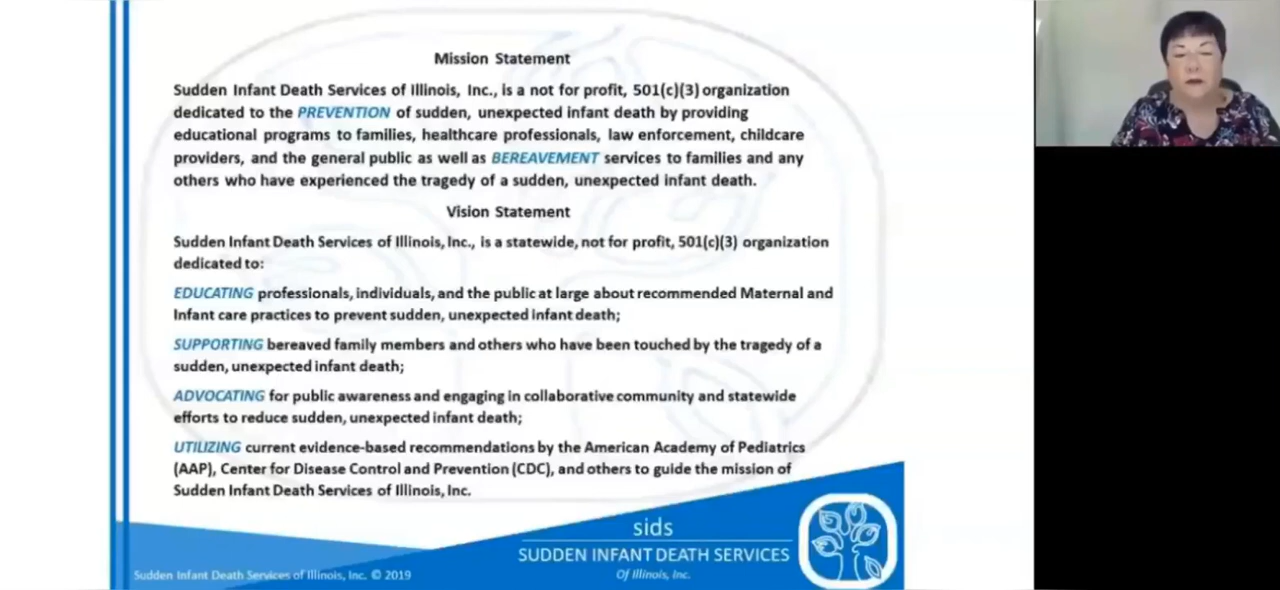 Mission Statement
Sudden Infant Death Services of Illinois, Inc., is a not for profit, 501(c)(3) organization
dedicated to the PREVENTION of sudden, unexpected infant death by providing
educational programs to families, healthcare professionals, law enforcement, childcare
providers, and the general public as well as BEREAVEMENT services to families and any
others who have experienced the tragedy of a sudden, unexpected infant death.
Vision Statement
Sudden Infant Death Services of Illinois, Inc., is a statewide, not for profit, 501(c)(3) organization
dedicated to:
EDUCATING professionals, individuals, and the public at large about recommended Maternal and
Infant care practices to prevent sudden, unexpected infant death;
SUPPORTING bereaved family members and others who have been touched by the tragedy of a
sudden, unexpected infant death;
ADVOCATING for public awareness and engaging in collaborative community and statewide
efforts to reduce sudden, unexpected infant death;
UTILIZING current evidence-based recommendations by the American Academy of Pediatrics
(AAP), Center for Disease Control and Prevention (CDC), and others to guide the mission of
Sudden Infant Death Services of Illinois, Inc.
sids
SUDDEN INFANT DEATH SERVICES
Of Illinois, Inc.
Sudden Infant Death Services of Illinois, Inc. © 2019